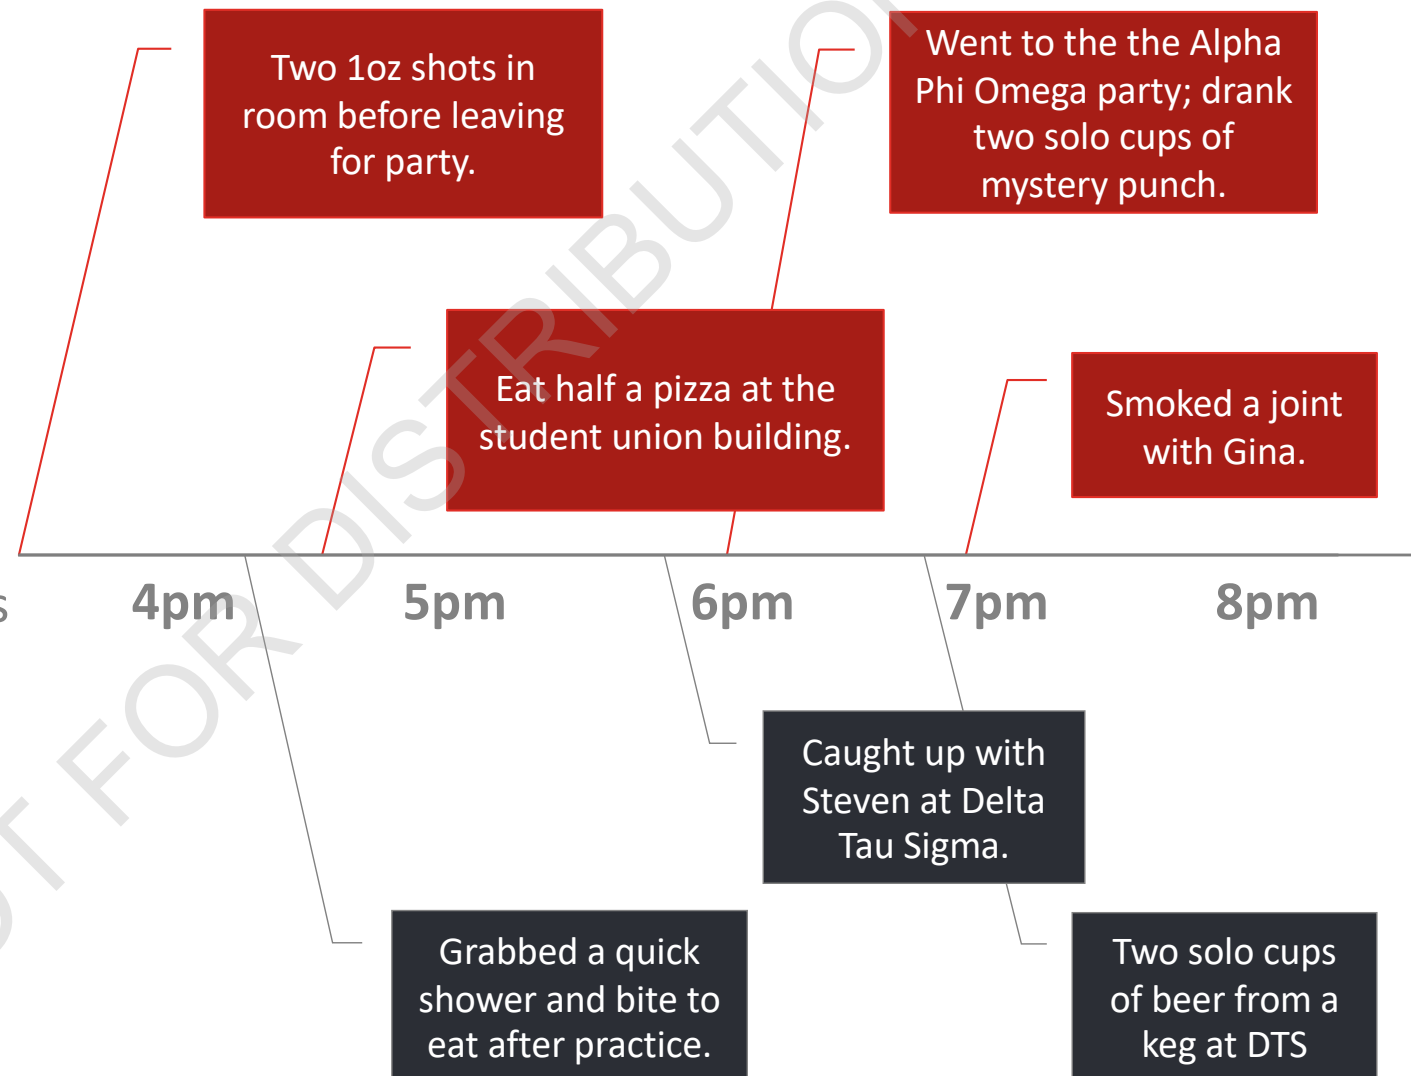 Two 1oz shots in
room before leaving
for party.
Went to the the Alpha
Phi Omega party; drank
two solo cups of
mystery punch.
Eat half a pizza at the
student union building.
Smoked a joint
with Gina.
s
4pm
5pm
6pm
7pm
8pm
Caught up with
Steven at Delta
Tau Sigma.
Grabbed a quick
shower and bite to
eat after practice.
Two solo cups
of beer from a
keg at DTS
OT FOR DISTRIBUTION